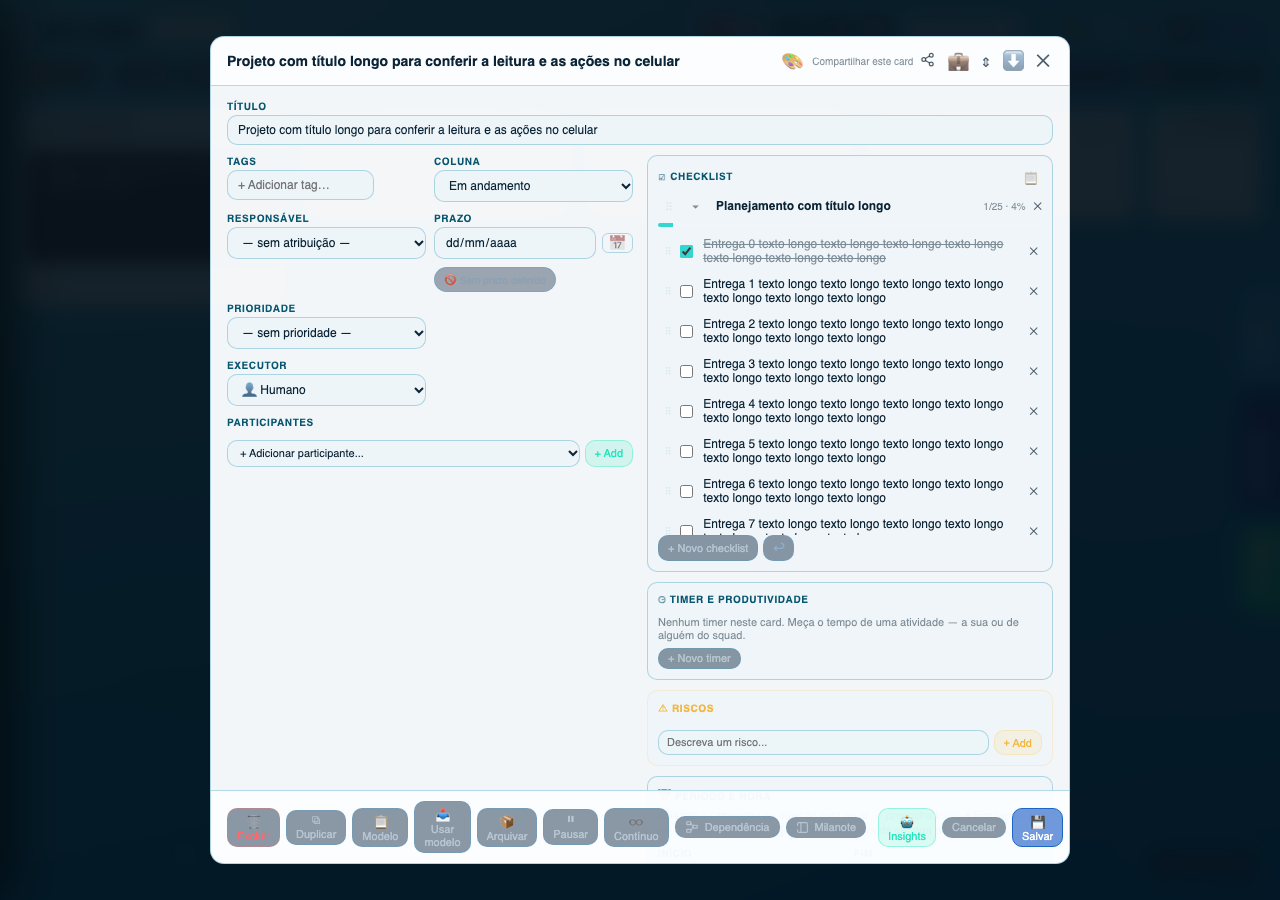 Projeto com título longo para conferir a leitura e as ações no celular
Compartilhar este card
TÍTULO
Projeto com título longo para conferir a leitura e as ações no celular
TAGS
+ Adicionar tag...
COLUNA
Em andamento
RESPONSÁVEL
— sem atribuição —
PRAZO
dd/mm/aaaa
PRIORIDADE
— sem prioridade —
EXECUTOR
Humano
PARTICIPANTES
+ Adicionar participante...
+ Add
CHECKLIST
Planejamento com título longo
1/25 · 4%
Entrega 0 texto longo texto longo texto longo texto longo
texto longo texto longo texto longo
Entrega 1 texto longo texto longo texto longo texto longo
texto longo texto longo texto longo
Entrega 2 texto longo texto longo texto longo texto longo
texto longo texto longo texto longo
Entrega 3 texto longo texto longo texto longo texto longo
texto longo texto longo texto longo
Entrega 4 texto longo texto longo texto longo texto longo
texto longo texto longo texto longo
Entrega 5 texto longo texto longo texto longo texto longo
texto longo texto longo texto longo
Entrega 6 texto longo texto longo texto longo texto longo
texto longo texto longo texto longo
Entrega 7 texto longo texto longo texto longo texto longo
+ Novo checklist
TIMER E PRODUTIVIDADE
Nenhum timer neste card. Meça o tempo de uma atividade — a sua ou de
alguém do squad.
+ Novo timer
RISCOS
Descreva um risco...
+ Add
Duplicar
Modelo
Usar
modelo
Arquivar
Pausar
Contínuo
Dependência
Milanote
Insights
Cancelar
Salvar